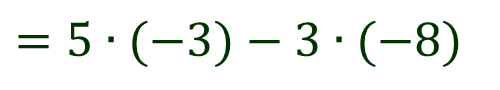 = 5 · (−3) − 3 · (−8)